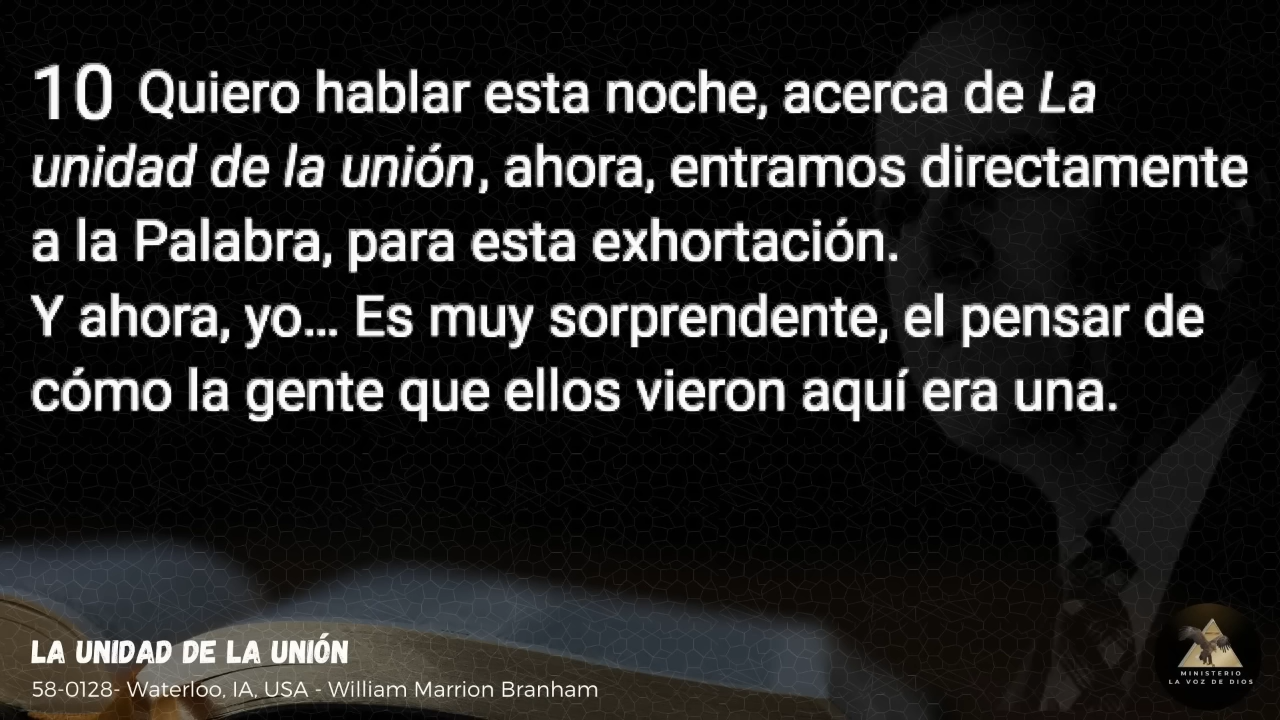 10 Quiero hablar esta noche, acerca de La
unidad de la unión, ahora, entramos directamente
a la Palabra, para esta exhortación.
Y ahora, yo... Es muy sorprendente, el pensar de
cómo la gente que ellos vieron aquí era una.
LA UNIDAD DE LA UNIÓN
58-0128- Waterloo, IA, USA - William Marrion Branham
MINISTERIO
LA VOZ DE DIOS